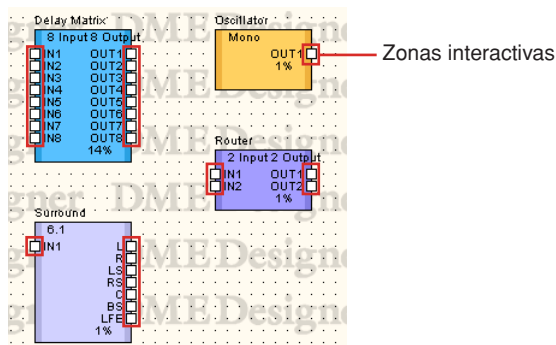 Delay Matrix
8 Input 8 Output
IN1 OUT1
IN2 OUT2
IN3 OUT3
IN4 OUT4
IN5 OUT5
IN6 OUT6
IN7 OUT7
IN8 OUT8
14%
Oscillator
Mono
OUT1
1%
Zonas interactivas
Router
2 Input 2 Output
IN1 OUT1
IN2 OUT2
1%
Surround
6.1
IN1 L
R
LS
RS
C
BS
LFE
1%
DME Designer